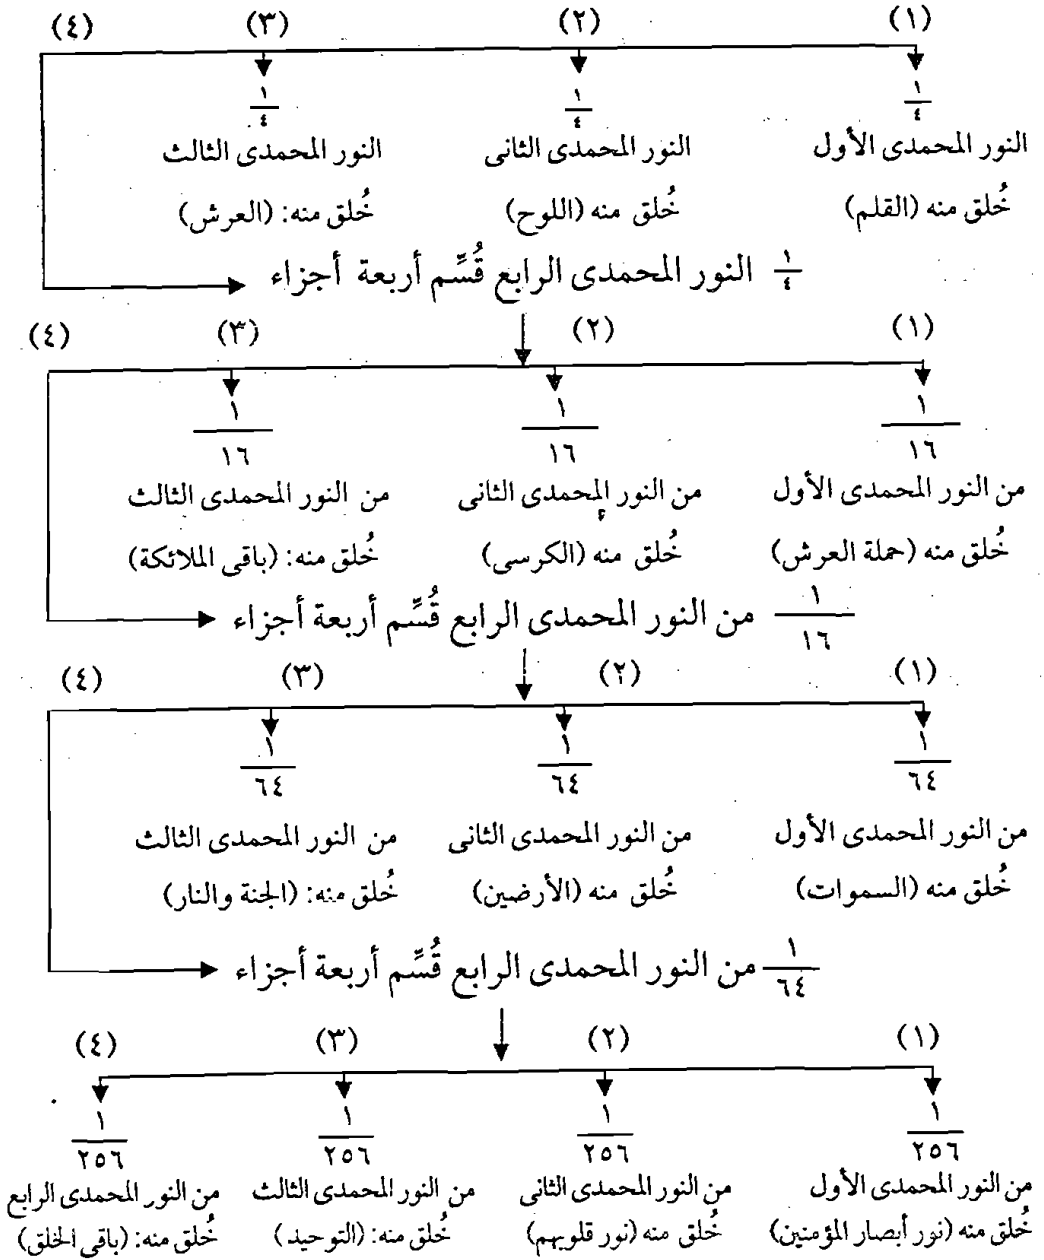 (١) (٢) (٣) (٤)
١/٤ ١/٤ ١/٤
النور المحمدى الأول النور المحمدى الثانى النور المحمدى الثالث
خُلق منه (القلم) خُلق منه (اللوح) خُلق منه: (العرش)
١/٤ النور المحمدى الرابع قُسِّم أربعة أجزاء
(١) (٢) (٣) (٤)
١/١٦ ١/١٦ ١/١٦
من النور المحمدى الأول من النور المحمدى الثانى من النور المحمدى الثالث
خُلق منه (حملة العرش) خُلق منه (الكرسى) خُلق منه: (باقى الملائكة)
١/١٦ من النور المحمدى الرابع قُسِّم أربعة أجزاء
(١) (٢) (٣) (٤)
١/٦٤ ١/٦٤ ١/٦٤
من النور المحمدى الأول من النور المحمدى الثانى من النور المحمدى الثالث
خُلق منه (السموات) خُلق منه (الأرضين) خُلق منه: (الجنة والنار)
١/٦٤ من النور المحمدى الرابع قُسِّم أربعة أجزاء
(١) (٢) (٣) (٤)
١/٢٥٦ ١/٢٥٦ ١/٢٥٦ ١/٢٥٦
من النور المحمدى الأول من النور المحمدى الثانى من النور المحمدى الثالث من النور المحمدى الرابع
خُلق منه (نور أبصار المؤمنين) خُلق منه (نور قلوبهم) خُلق منه: (التوحيد) خُلق منه: (باقى الخلق)